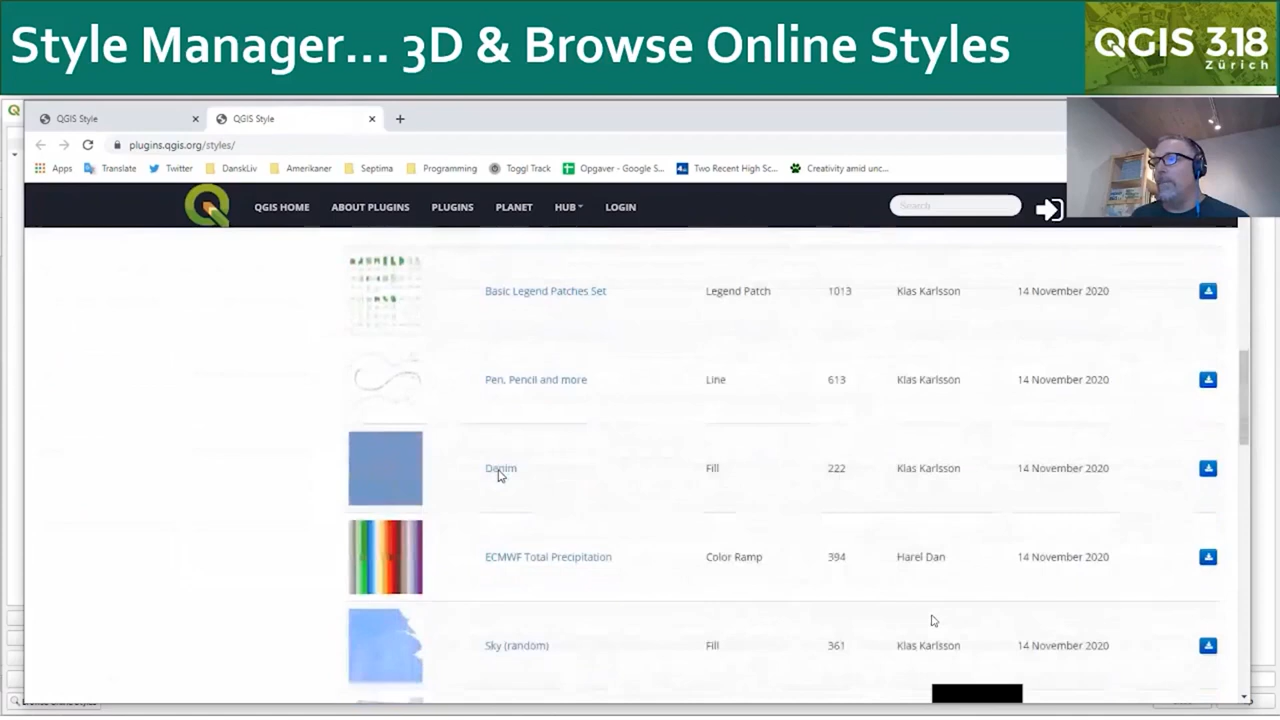 Style Manager... 3D & Browse Online Styles
QGIS 3.18
Zürich
QGIS Style
QGIS Style
plugins.qgis.org/styles/
Apps Translate Twitter DanskLiv Amerikaner Septima Programming Toggl Track Opgaver - Google S... Two Recent High Sc... Creativity amid unc...
QGIS HOME ABOUT PLUGINS PLUGINS PLANET HUB LOGIN Search
Basic Legend Patches Set Legend Patch 1013 Klas Karlsson 14 November 2020
Pen, Pencil and more Line 613 Klas Karlsson 14 November 2020
Denim Fill 222 Klas Karlsson 14 November 2020
ECMWF Total Precipitation Color Ramp 394 Harel Dan 14 November 2020
Sky (random) Fill 361 Klas Karlsson 14 November 2020